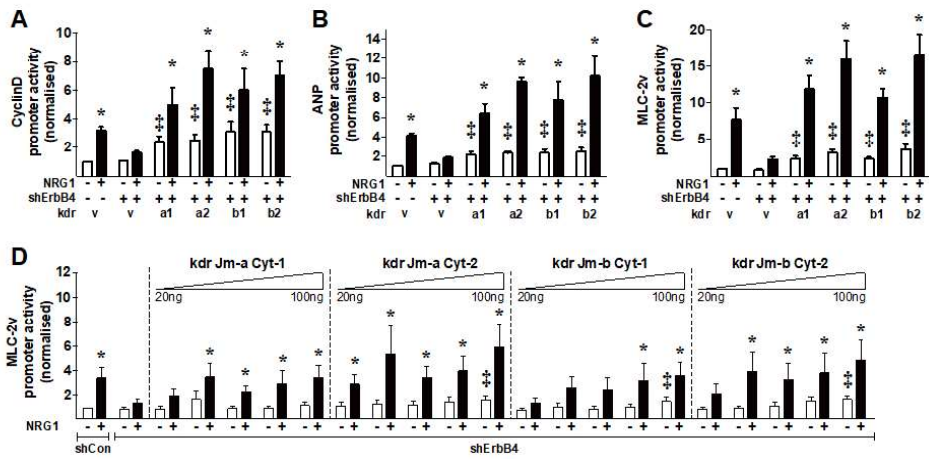 A
CyclinD
promoter activity
(normalised)
10
8
6
4
2
* * * * *
‡ ‡ ‡ ‡
- + - + - + - + - + - + NRG1
- - + + + + + + + + + + shErbB4
v v a1 a2 b1 b2
kdr
B
ANP
promoter activity
(normalised)
14
12
10
8
6
4
2
* * * * *
‡ ‡ ‡ ‡
NRG1 - + - + - + - + - + - +
shErbB4 - - + + + + + + + + + +
kdr v v a1 a2 b1 b2
C
MLC-2v
promoter activity
(normalised)
20
15
10
5
* * * * *
‡ ‡ ‡ ‡
NRG1 - + - + - + - + - + - +
shErbB4 - - + + + + + + + + + +
kdr v v a1 a2 b1 b2
D
MLC-2v
promoter activity
(normalised)
12
10
8
6
4
2
kdr Jm-a Cyt-1 kdr Jm-a Cyt-2 kdr Jm-b Cyt-1 kdr Jm-b Cyt-2
20ng 100ng 20ng 100ng 20ng 100ng 20ng 100ng
* * * * * * * * * * * * * * * *
‡ ‡ ‡
NRG1 - + - + - + - + - + - + - + - + - + - + - + - + - + - + - + - + - + - + - + - + - + - +
shCon shErbB4